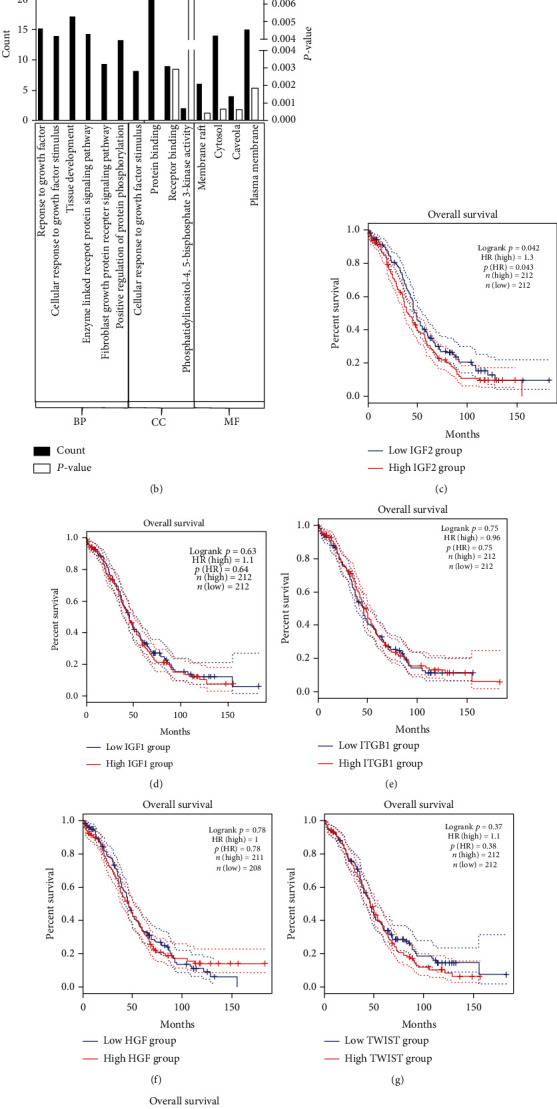 20
15
10
5
0
Count
0.006
0.005
0.004
0.004
0.003
0.002
0.001
0.000
P-value
Reponse to growth factor
Cellular response to growth factor stimulus
Tissue development
Enzyme linked recepot protein signaling pathway
Fibroblast growth protein recepter signaling pathway
Positive regulation of protein phosphorylation
Cellular response to growth factor stimulus
Protein binding
Receptor binding
Phosphatidylinositol-4, 5-bisphosphate 3-kinase activity
Membrane raft
Cytosol
Caveola
Plasma membrane
BP CC MF
Count
P-value
(b)
Overall survival
Logrank p = 0.042
HR (high) = 1.3
p (HR) = 0.043
n (high) = 212
n (low) = 212
Percent survival
1.0
0.8
0.6
0.4
0.2
0.0
0 50 100 150
Months
Low IGF2 group
High IGF2 group
(c)
Overall survival
Logrank p = 0.63
HR (high) = 1.1
p (HR) = 0.64
n (high) = 212
n (low) = 212
Percent survival
1.0
0.8
0.6
0.4
0.2
0.0
0 50 100 150
Months
Low IGF1 group
High IGF1 group
(d)
Overall survival
Logrank p = 0.75
HR (high) = 0.96
p (HR) = 0.75
n (high) = 212
n (low) = 212
Percent survival
1.0
0.8
0.6
0.4
0.2
0.0
0 50 100 150
Months
Low ITGB1 group
High ITGB1 group
(e)
Overall survival
Logrank p = 0.78
HR (high) = 1
p (HR) = 0.78
n (high) = 211
n (low) = 208
Percent survival
1.0
0.8
0.6
0.4
0.2
0.0
0 50 100 150
Months
Low HGF group
High HGF group
(f)
Overall survival
Logrank p = 0.37
HR (high) = 1.1
p (HR) = 0.38
n (high) = 212
n (low) = 212
Percent survival
1.0
0.8
0.6
0.4
0.2
0.0
0 50 100 150
Months
Low TWIST group
High TWIST group
(g)
Overall survival